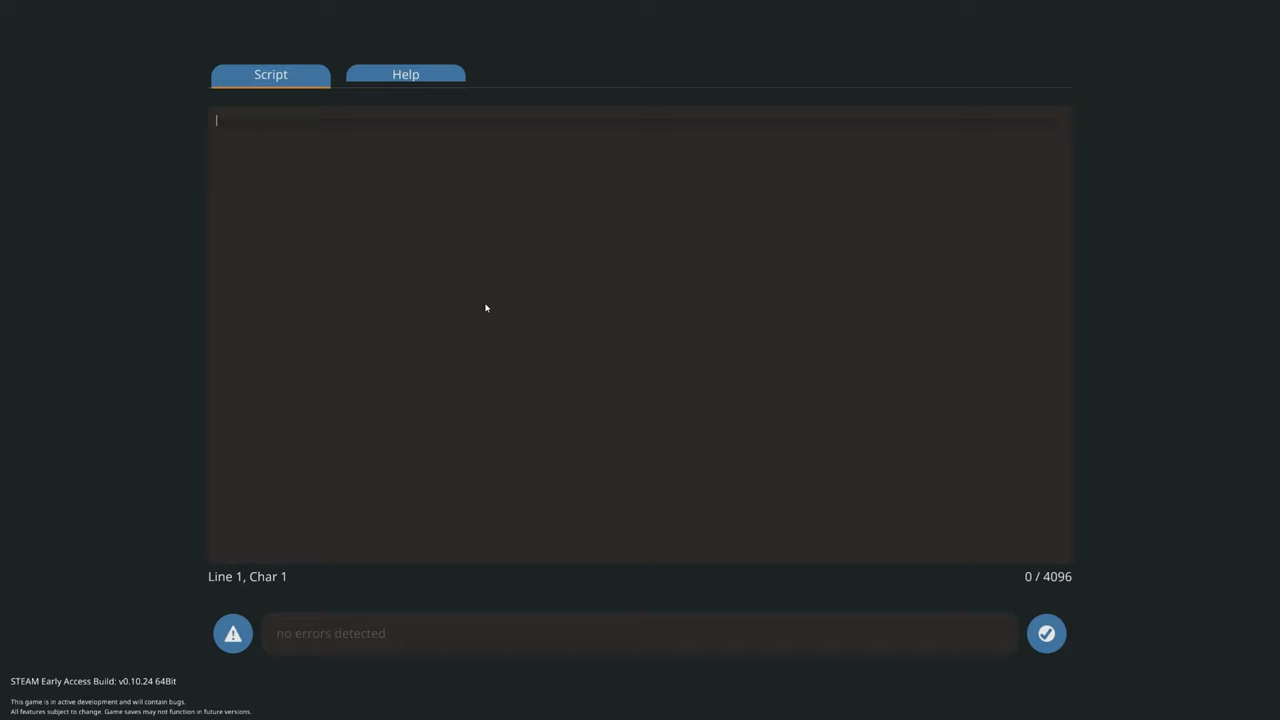 Script Help
Line 1, Char 1 0 / 4096
no errors detected
STEAM Early Access Build: v0.10.24 64Bit
This game is in active development and will contain bugs.
All features subject to change. Game saves may not function in future versions.